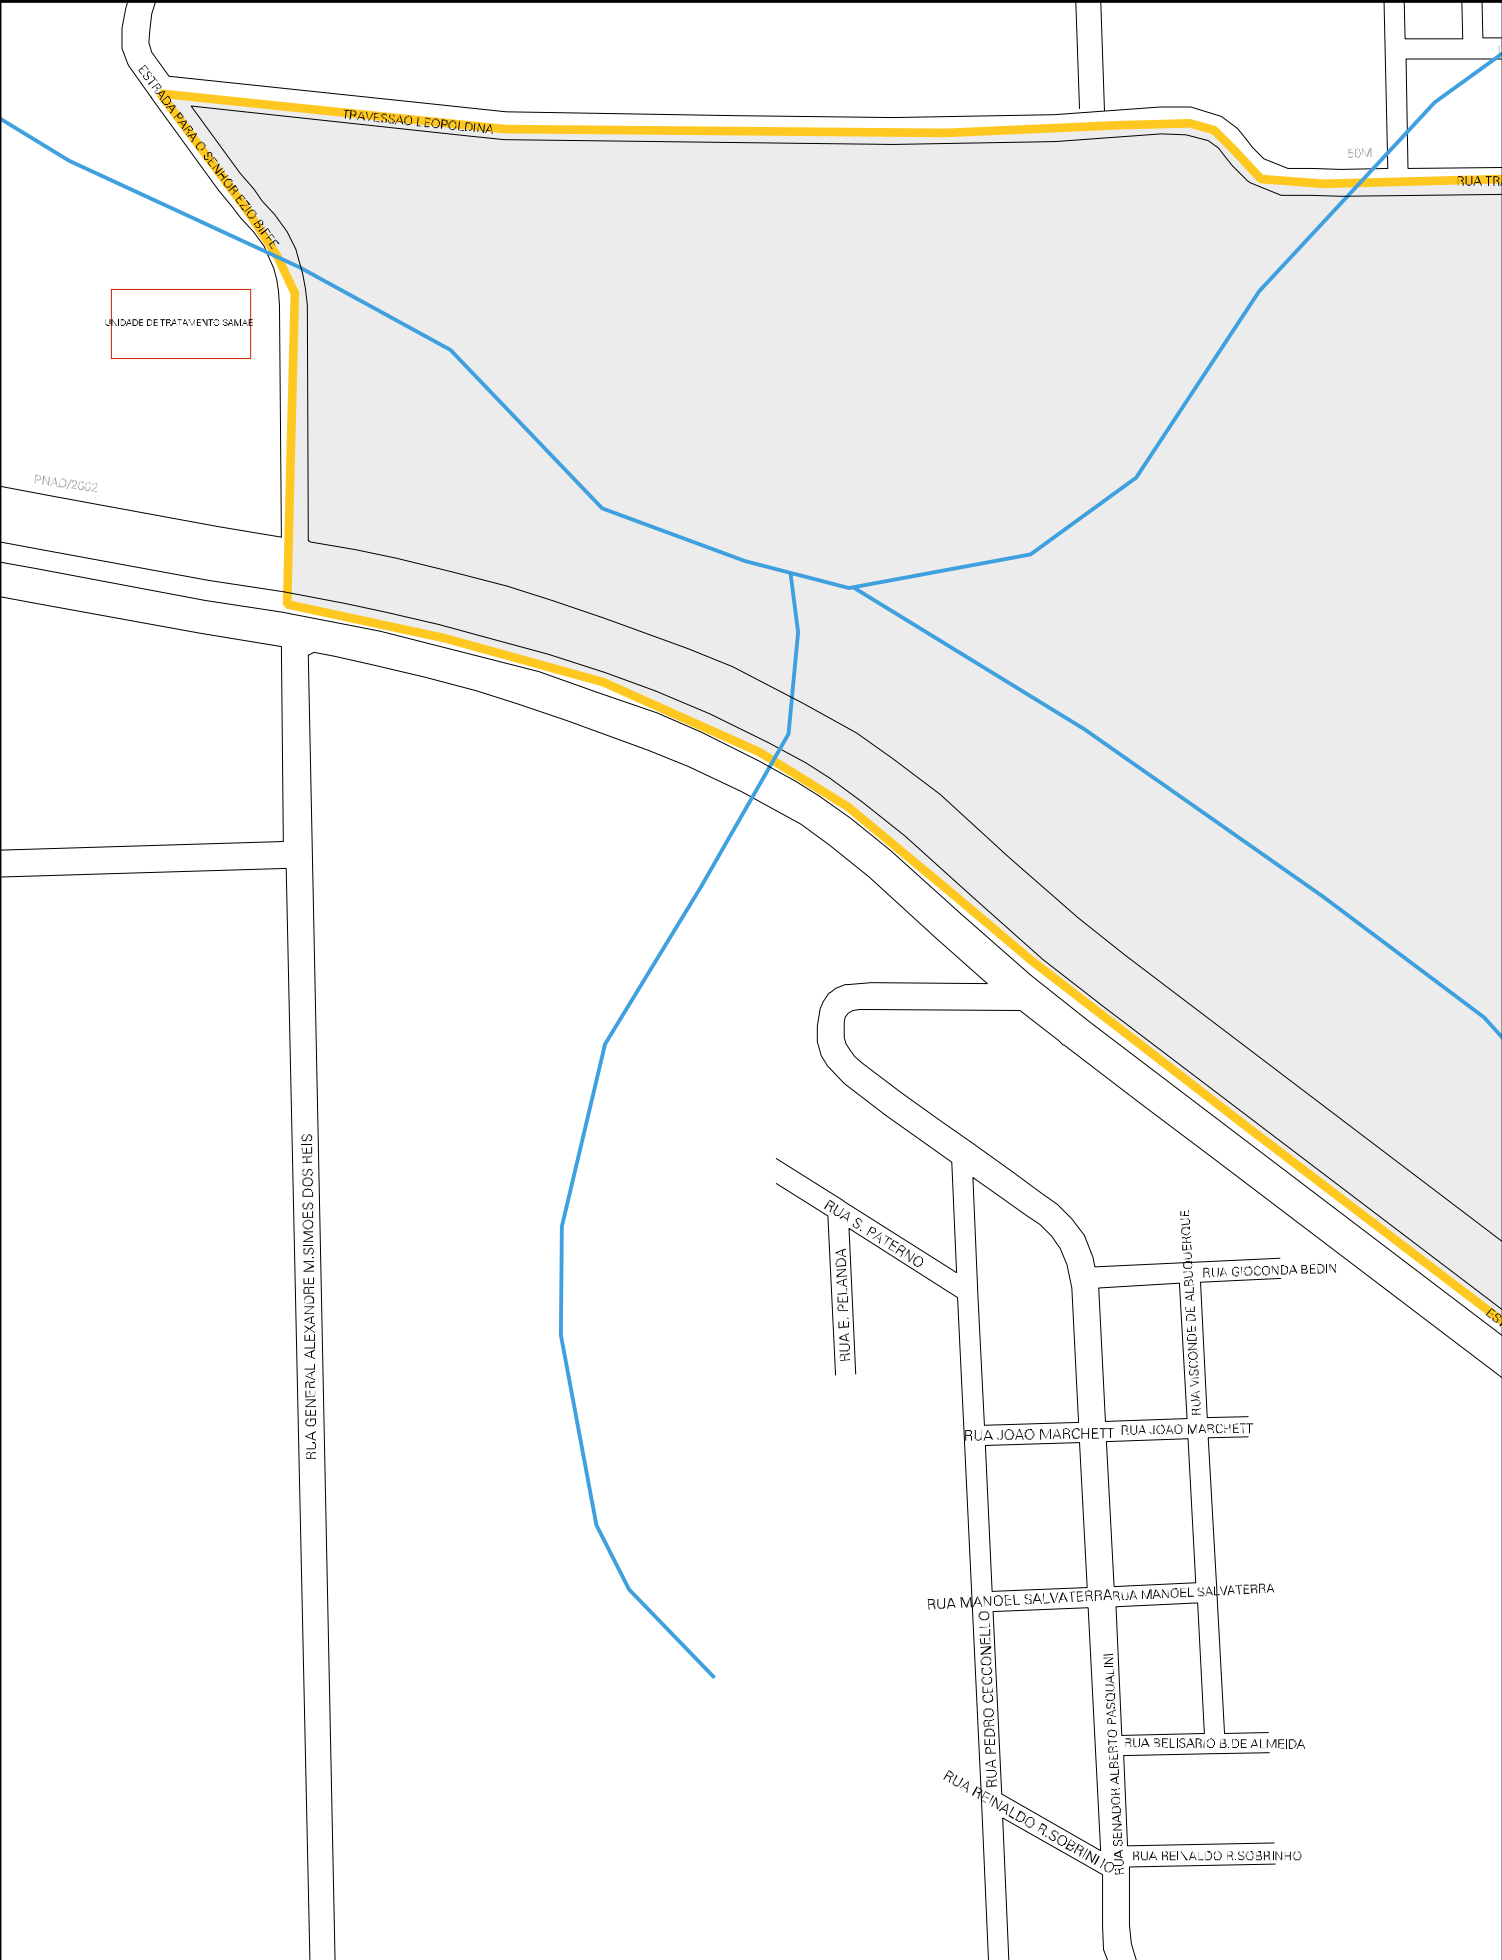 ESTRADA PARA O SENHOR EZIO BIFFE
TRAVESSAO LEOPOLDINA
50M
RUA TR
UNIDADE DE TRATAMENTO SAMAE
PNAD/2002
RUA GENERAL ALEXANDRE M.SIMOES DOS REIS
RUA S. PATERNO
RUA E. PELANDA
RUA VISCONDE DE ALBUQUERQUE
RUA GIOCONDA BEDIN
ES
RUA JOAO MARCHETT
RUA JOAO MARCHETT
RUA MANOEL SALVATERRA
RUA MANOEL SALVATERRA
RUA PEDRO CECCONELLO
RUA SENADOR ALBERTO PASQUALINI
RUA BELISARIO B.DE ALMEIDA
RUA REINALDO R.SOBRINHO
RUA REINALDO R.SOBRINHO